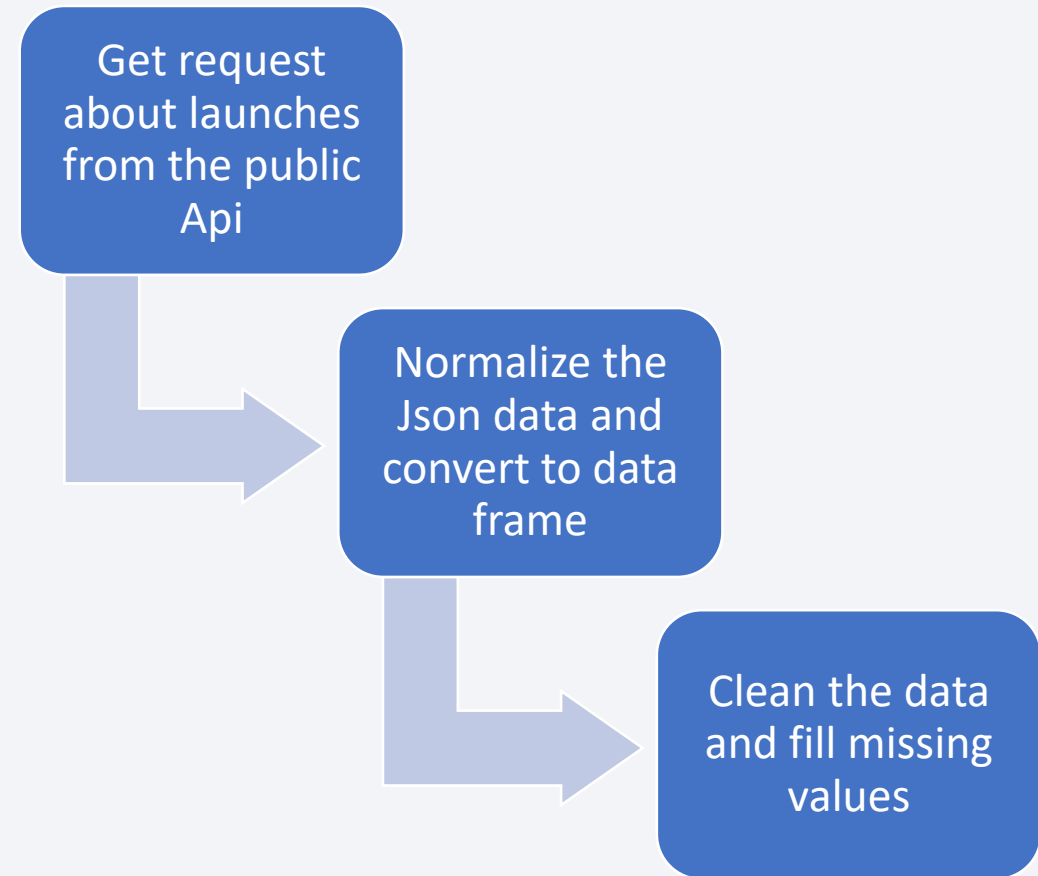 Get request
about launches
from the public
Api
Normalize the
Json data and
convert to data
frame
Clean the data
and fill missing
values